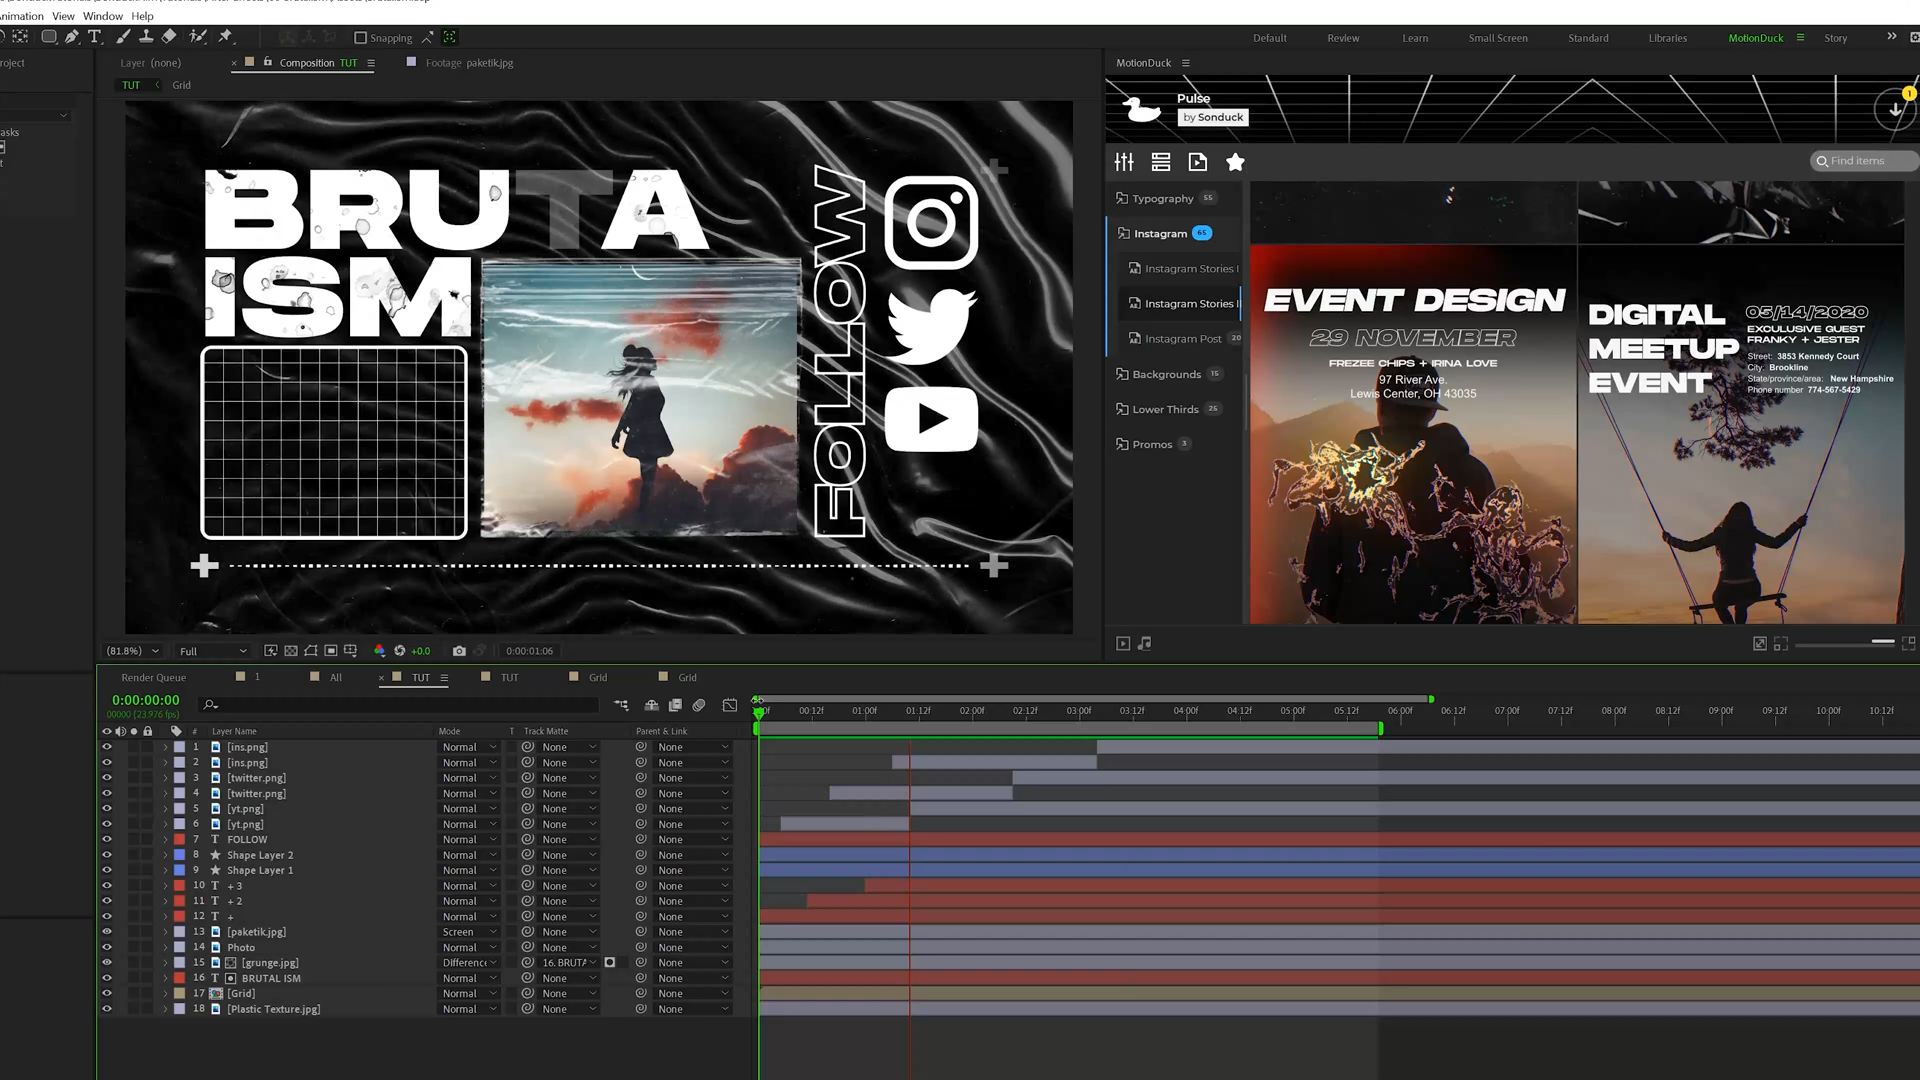 Animation View Window Help
Snapping
Default Review Learn Small Screen Standard Libraries MotionDuck Story
Layer (none) Composition TUT Footage paketik.jpg
TUT Grid
BRUTA
ISM
FOLLOW
(81.8%) Full +0.0 0:00:01:06
MotionDuck
Pulse
by Sonduck
1
Find items
Typography 55
Instagram 65
Instagram Stories
Instagram Stories
Instagram Post 20
Backgrounds 15
Lower Thirds 25
Promos 3
EVENT DESIGN
29 NOVEMBER
FREZEE CHIPS + IRINA LOVE
97 River Ave.
Lewis Center, OH 43035
DIGITAL
MEETUP
EVENT
05/14/2020
EXCULUSIVE GUEST
FRANKY + JESTER
Street: 3853 Kennedy Court
City: Brookline
State/province/area: New Hampshire
Phone number 774-567-5429
Render Queue 1 All TUT TUT Grid Grid
0:00:00:00
00000 (23.976 fps)
00:12f 01:00f 01:12f 02:00f 02:12f 03:00f 03:12f 04:00f 04:12f 05:00f 05:12f 06:00f 06:12f 07:00f 07:12f 08:00f 08:12f 09:00f 09:12f 10:00f 10:12f
# Layer Name Mode T Track Matte Parent & Link
1 [ins.png] Normal None None
2 [ins.png] Normal None None
3 [twitter.png] Normal None None
4 [twitter.png] Normal None None
5 [yt.png] Normal None None
6 [yt.png] Normal None None
7 T FOLLOW Normal None None
8 Shape Layer 2 Normal None None
9 Shape Layer 1 Normal None None
10 T + 3 Normal None None
11 T + 2 Normal None None
12 T + Normal None None
13 [paketik.jpg] Screen None None
14 Photo Normal None None
15 [grunge.jpg] Difference 16. BRUTA None
16 T BRUTAL ISM Normal None None
17 [Grid] Normal None None
18 [Plastic Texture.jpg] Normal None None